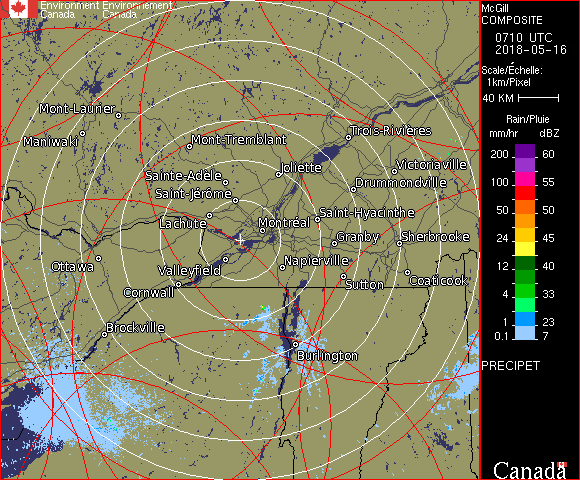 Environment Environnement
Canada Canada
McGill
COMPOSITE
0710 UTC
2018-05-16
Scale/Échelle:
1km/Pixel
40 KM
Rain/Pluie
mm/hr dBZ
200 60
100 55
50 50
24 45
12 40
4 33
1 23
0.1 7
PRECIPET
Canada
Mont-Laurier
Maniwaki
Mont-Tremblant
Trois-Rivières
Joliette
Victoriaville
Sainte-Adèle
Drummondville
Saint-Jérôme
Saint-Hyacinthe
Lachute
Montréal
Granby
Sherbrooke
Ottawa
Valleyfield
Napierville
Sutton
Coaticook
Cornwall
Brockville
Burlington